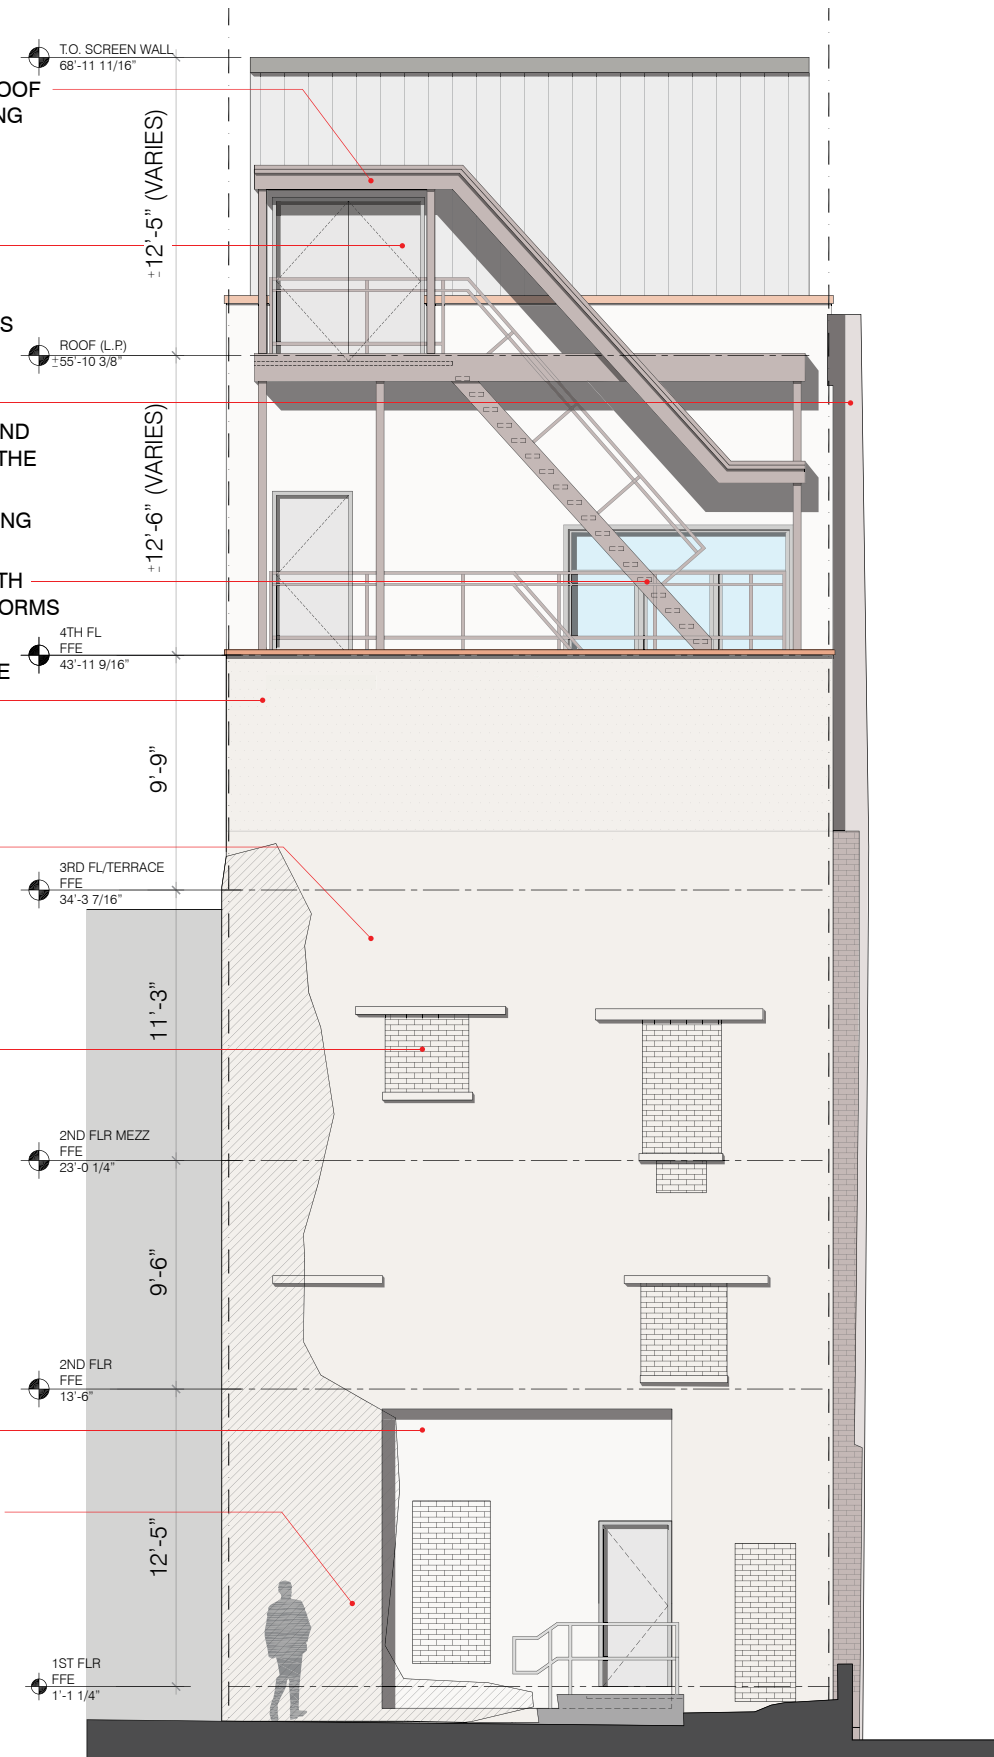 T.O. SCREEN WALL
68'-11 11/16"
OOF
NG
±12'-5" (VARIES)
S
ROOF (L.P.)
±55'-10 3/8"
ND
THE
±12'-6" (VARIES)
NG
TH
ORMS
4TH FL
FFE
43'-11 9/16"
E
9'-9"
3RD FL/TERRACE
FFE
34'-3 7/16"
11'-3"
2ND FLR MEZZ
FFE
23'-0 1/4"
9'-6"
2ND FLR
FFE
13'-6"
12'-5"
1ST FLR
FFE
1'-1 1/4"